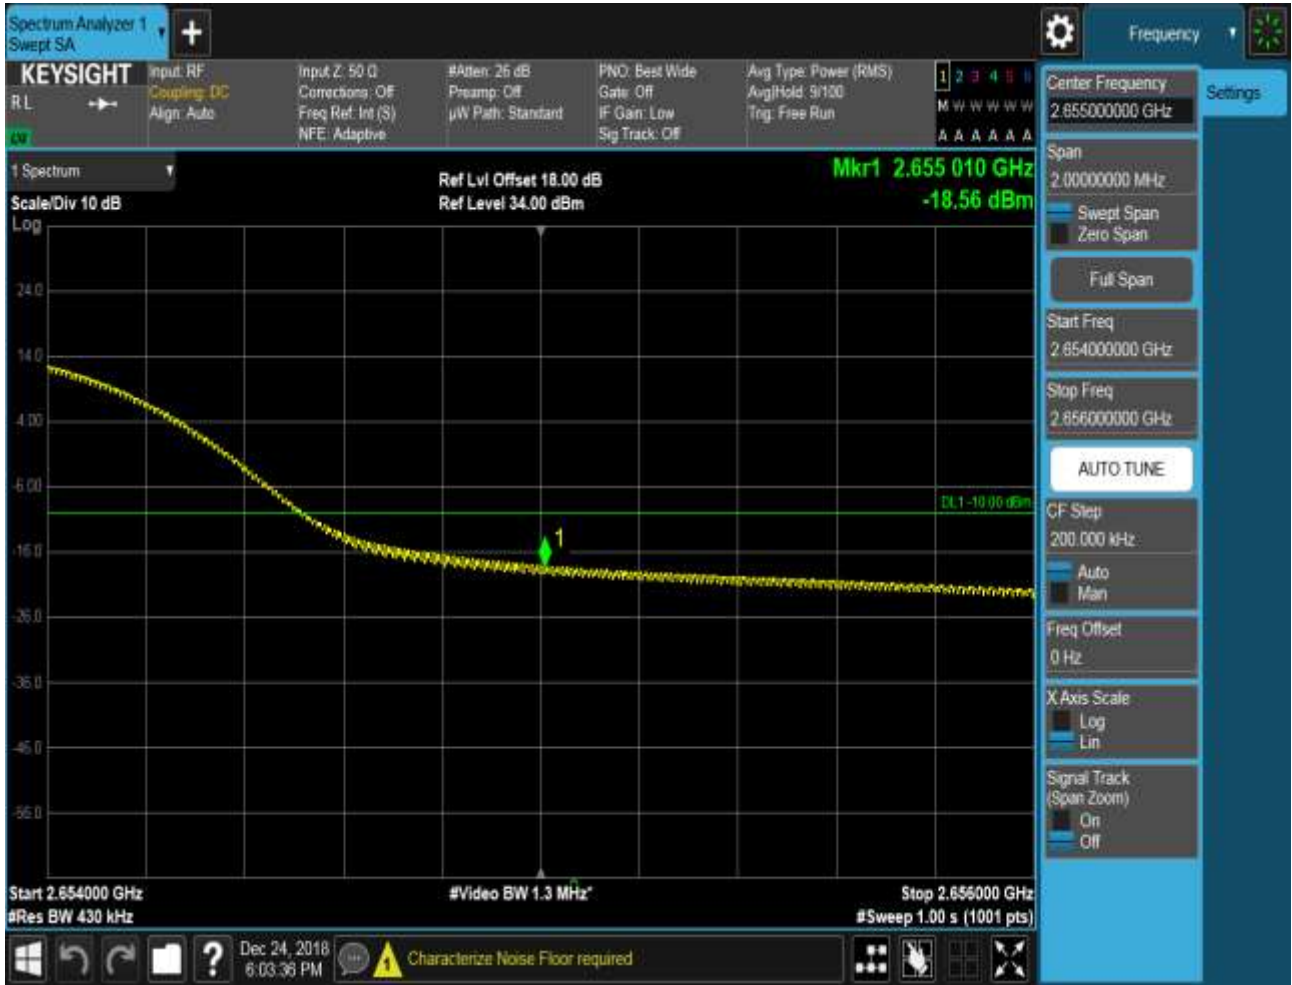 Spectrum Analyzer 1
Swept SA
+
Frequency
KEYSIGHT
Input: RF
Coupling: DC
Align: Auto
Input Z: 50 Ω
Corrections: Off
Freq Ref: Int (S)
NFE: Adaptive
#Atten: 26 dB
Preamp: Off
µW Path: Standard
PNO: Best Wide
Gate: Off
IF Gain: Low
Sig Track: Off
Avg Type: Power (RMS)
Avg|Hold: 9/100
Trig: Free Run
1 2 3 4 5 6
M W W W W W
A A A A A A
R L
LW
1 Spectrum
Scale/Div 10 dB
Log
Ref Lvl Offset 18.00 dB
Ref Level 34.00 dBm
Mkr1 2.655 010 GHz
-18.56 dBm
24.0
14.0
4.00
-6.00
-16.0
-26.0
-36.0
-46.0
-56.0
DL1 -10.00 dBm
1
Start 2.654000 GHz
#Res BW 430 kHz
#Video BW 1.3 MHz*
Stop 2.656000 GHz
#Sweep 1.00 s (1001 pts)
Center Frequency
2.655000000 GHz
Settings
Span
2.00000000 MHz
Swept Span
Zero Span
Full Span
Start Freq
2.654000000 GHz
Stop Freq
2.656000000 GHz
AUTO TUNE
CF Step
200.000 kHz
Auto
Man
Freq Offset
0 Hz
X Axis Scale
Log
Lin
Signal Track
(Span Zoom)
On
Off
?
Dec 24, 2018
6:03:36 PM
1
Characterize Noise Floor required